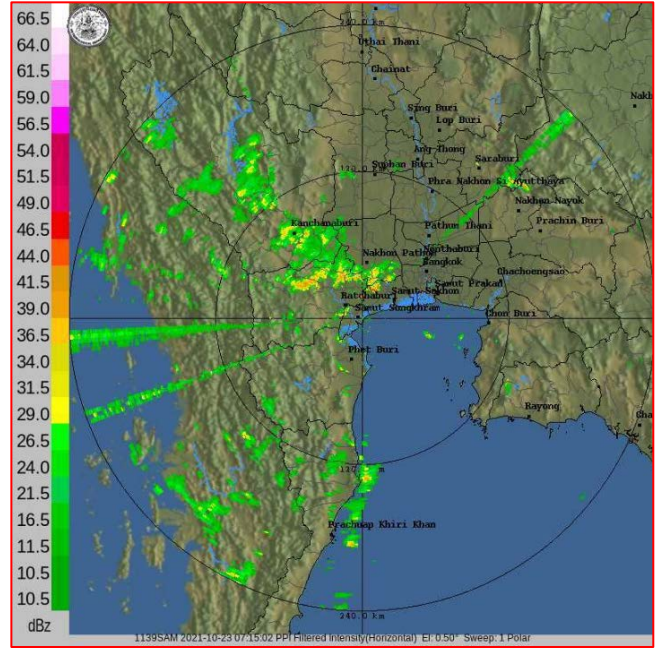 66.5
64.0
61.5
59.0
56.5
54.0
51.5
49.0
46.5
44.0
41.5
39.0
36.5
34.0
31.5
29.0
26.5
24.0
21.5
16.5
11.5
10.5
10.5
dBz
240.0 km
Uthai Thani
Chainat
Sing Buri
Lop Buri
Ang Thong
Suphan Buri
Saraburi
Phra Nakhon Si Ayutthaya
Nakhon Nayok
Kanchanaburi
Pathum Thani
Prachin Buri
Nakhon Pathom
Nonthaburi
Bangkok
Chachoengsao
Samut Prakan
Ratchaburi
Samut Sakhon
Samut Songkhram
Chon Buri
Phet Buri
Rayong
Cha
Prachuap Khiri Kham
240.0 km
1139SAM 2021-10-23 07:15:02 PPI Filtered Intensity(Horizontal) El: 0.50° Sweep: 1 Polar